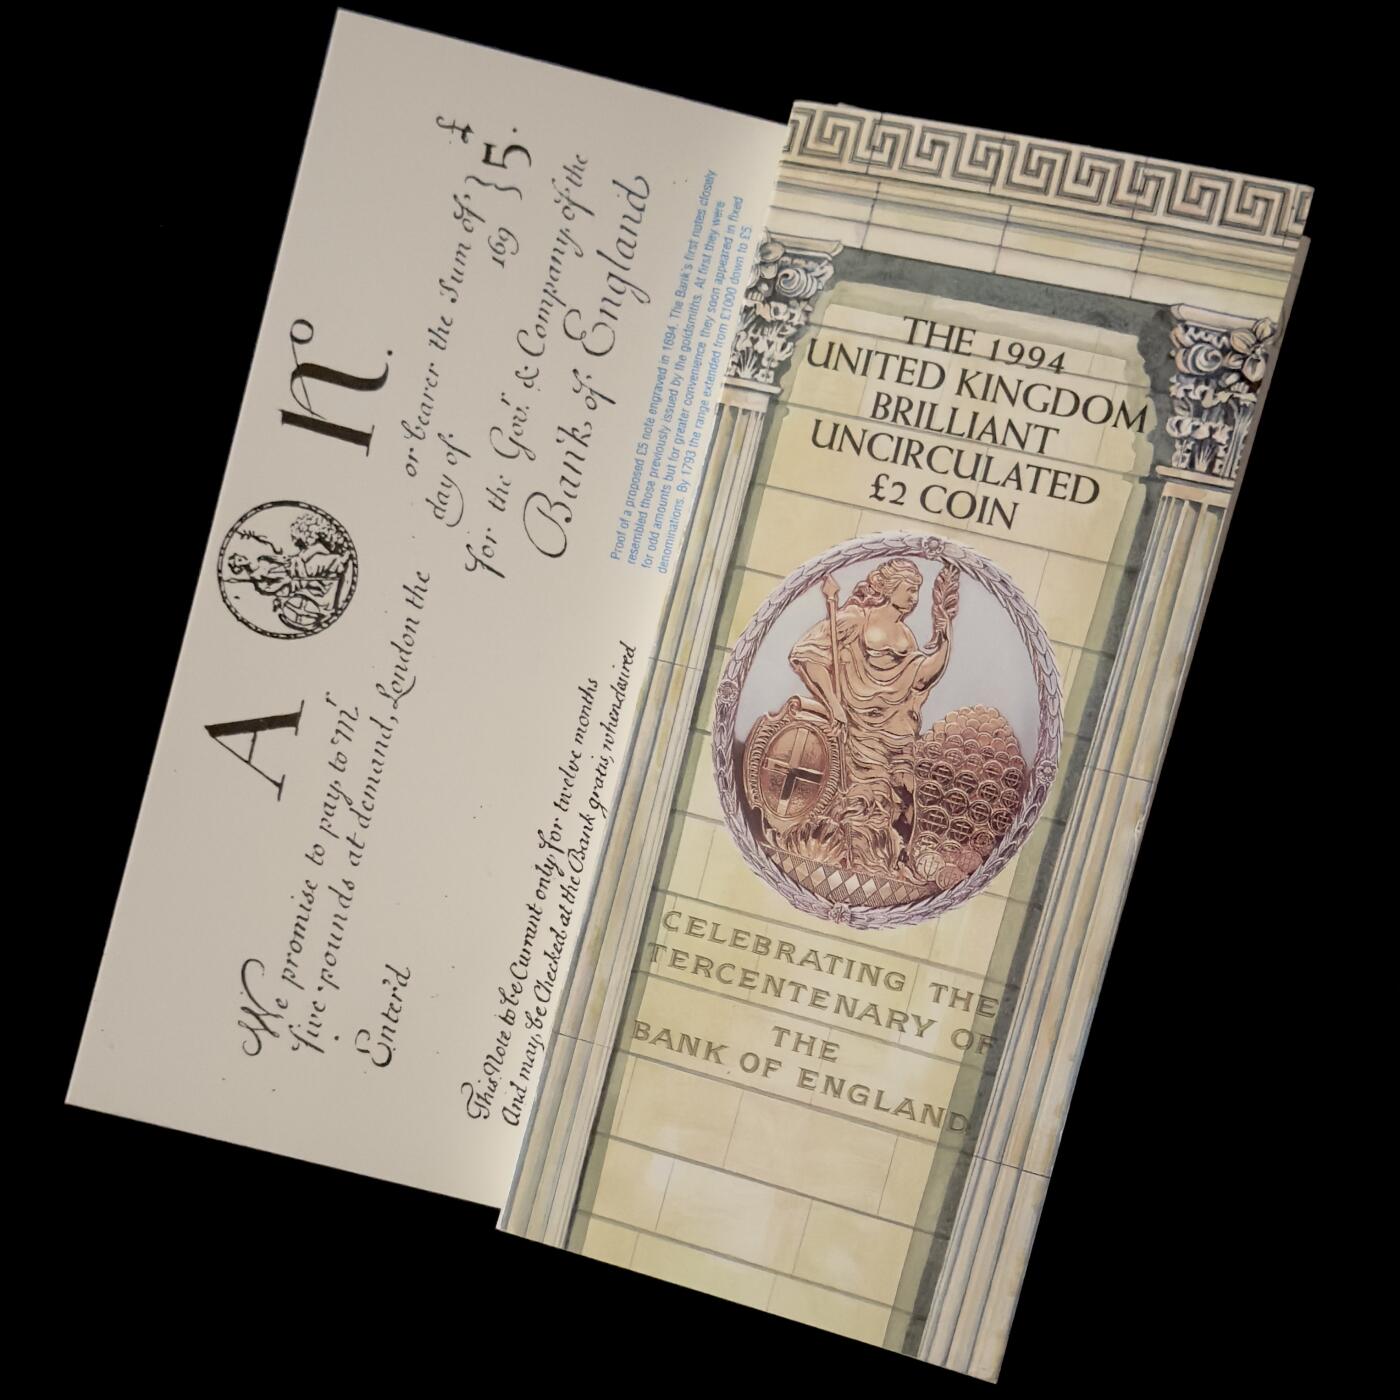 A No.
We promise to pay to Mr or bearer the Sum of } £
five pounds at demand, London the day of 169 } 5.
for the Govr. & Company of the
Enter'd Bank of England
This Note to be Currant only for twelve months
And may be Checked at the Bank gratis, when desired
Proof of a proposed £5 note engraved in 1694. The Bank's first notes closely
resembled those previously issued by the goldsmiths. At first they were
for odd amounts but for greater convenience they soon appeared in fixed
denominations. By 1793 the range extended from £1000 down to £5
THE 1994
UNITED KINGDOM
BRILLIANT
UNCIRCULATED
£2 COIN
CELEBRATING THE
TERCENTENARY OF
THE
BANK OF ENGLAND